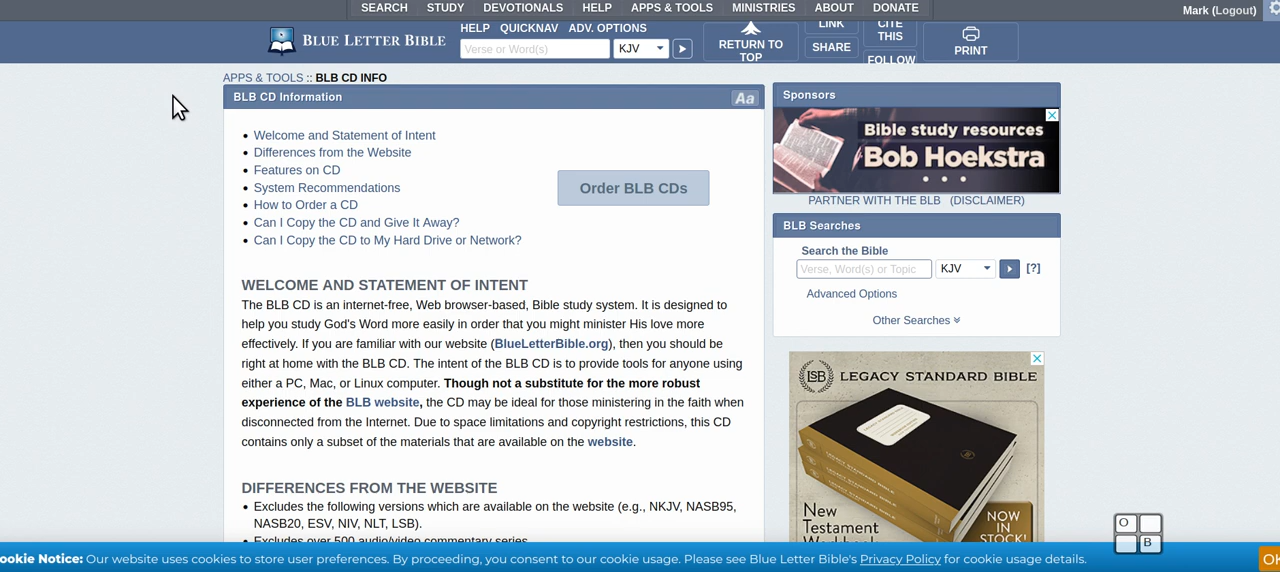 SEARCH STUDY DEVOTIONALS HELP APPS & TOOLS MINISTRIES ABOUT DONATE
Mark (Logout)
BLUE LETTER BIBLE
HELP QUICKNAV ADV. OPTIONS
Verse or Word(s) KJV
RETURN TO
TOP
LINK
SHARE
CITE
THIS
FOLLOW
PRINT
APPS & TOOLS :: BLB CD INFO
BLB CD Information
Aa
Welcome and Statement of Intent
Differences from the Website
Features on CD
System Recommendations
How to Order a CD
Can I Copy the CD and Give It Away?
Can I Copy the CD to My Hard Drive or Network?
Order BLB CDs
WELCOME AND STATEMENT OF INTENT
The BLB CD is an internet-free, Web browser-based, Bible study system. It is designed to
help you study God's Word more easily in order that you might minister His love more
effectively. If you are familiar with our website (BlueLetterBible.org), then you should be
right at home with the BLB CD. The intent of the BLB CD is to provide tools for anyone using
either a PC, Mac, or Linux computer. Though not a substitute for the more robust
experience of the BLB website, the CD may be ideal for those ministering in the faith when
disconnected from the Internet. Due to space limitations and copyright restrictions, this CD
contains only a subset of the materials that are available on the website.
DIFFERENCES FROM THE WEBSITE
Excludes the following versions which are available on the website (e.g., NKJV, NASB95,
NASB20, ESV, NIV, NLT, LSB).
Excludes over 500 audio/video commentary series
Sponsors
Bible study resources
Bob Hoekstra
PARTNER WITH THE BLB (DISCLAIMER)
BLB Searches
Search the Bible
Verse, Word(s) or Topic KJV [?]
Advanced Options
Other Searches
LSB LEGACY STANDARD BIBLE
LEGACY STANDARD BIBLE
LEGACY STANDARD BIBLE
LEGACY STANDARD BIBLE
New
Testament
Workbook
NOW
IN
STOCK!
O
B
ookie Notice: Our website uses cookies to store user preferences. By proceeding, you consent to our cookie usage. Please see Blue Letter Bible's Privacy Policy for cookie usage details.
OK